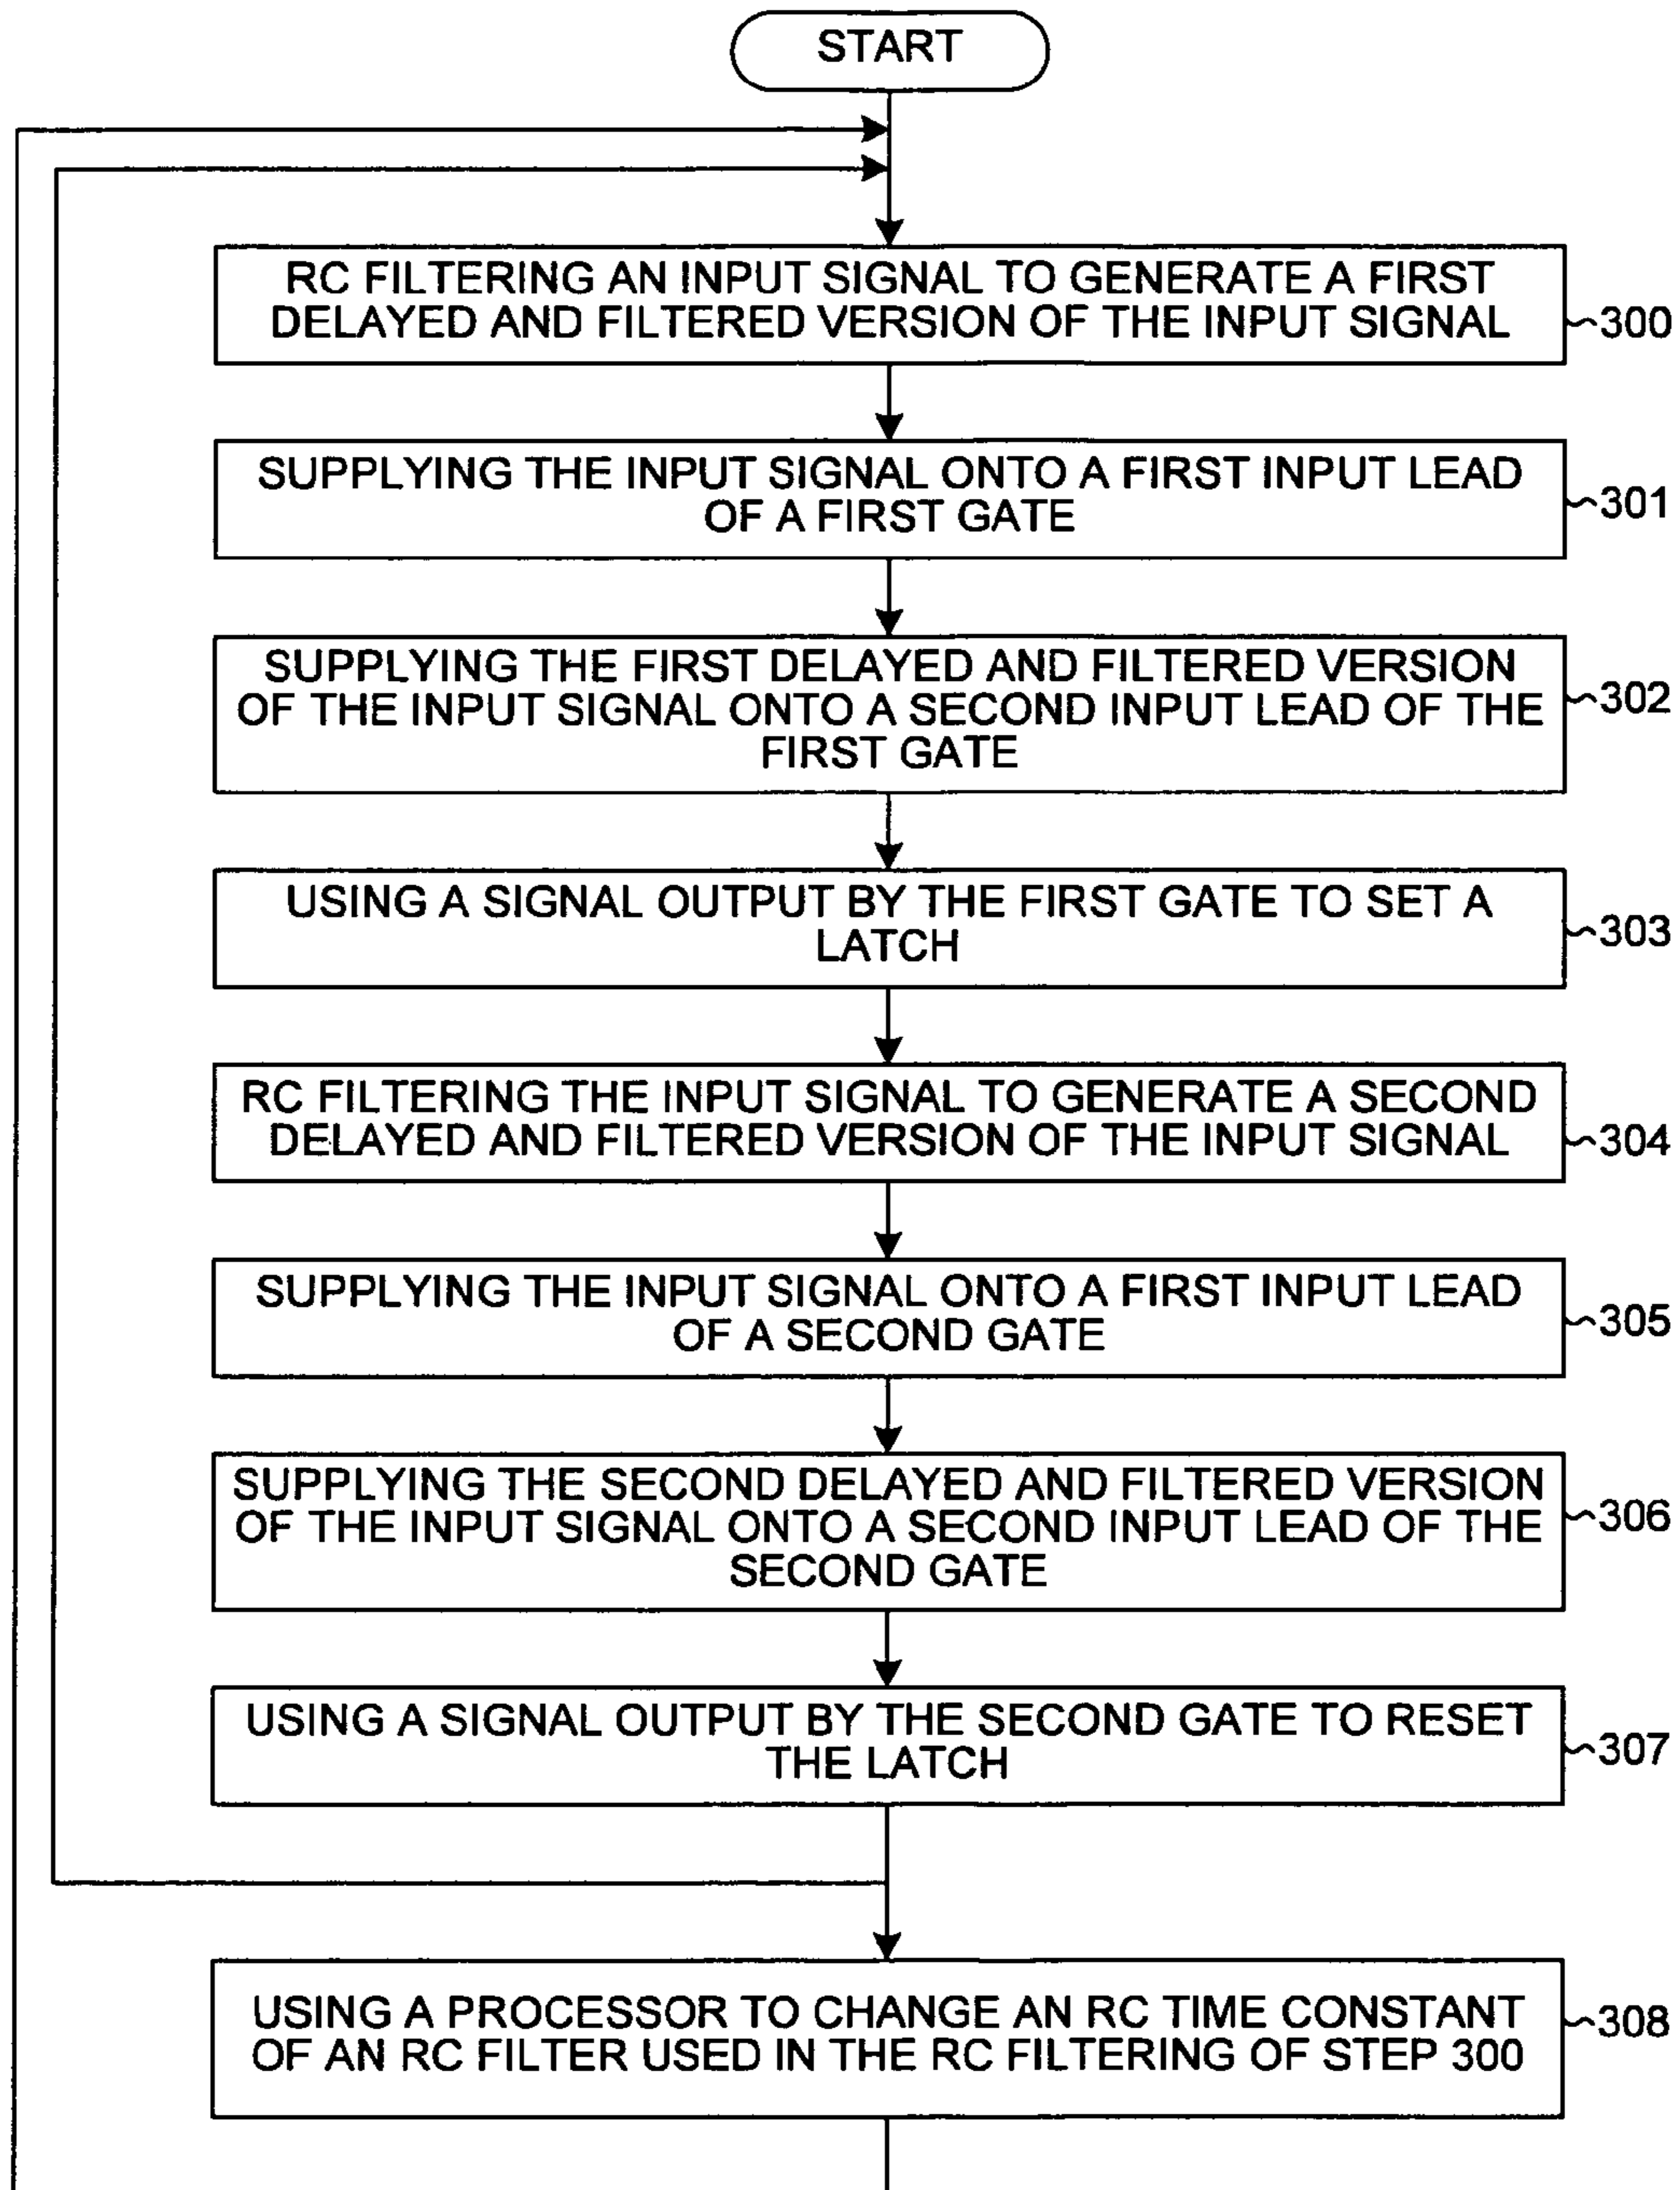 START
RC FILTERING AN INPUT SIGNAL TO GENERATE A FIRST
DELAYED AND FILTERED VERSION OF THE INPUT SIGNAL
300
SUPPLYING THE INPUT SIGNAL ONTO A FIRST INPUT LEAD
OF A FIRST GATE
301
SUPPLYING THE FIRST DELAYED AND FILTERED VERSION
OF THE INPUT SIGNAL ONTO A SECOND INPUT LEAD OF THE
FIRST GATE
302
USING A SIGNAL OUTPUT BY THE FIRST GATE TO SET A
LATCH
303
RC FILTERING THE INPUT SIGNAL TO GENERATE A SECOND
DELAYED AND FILTERED VERSION OF THE INPUT SIGNAL
304
SUPPLYING THE INPUT SIGNAL ONTO A FIRST INPUT LEAD
OF A SECOND GATE
305
SUPPLYING THE SECOND DELAYED AND FILTERED VERSION
OF THE INPUT SIGNAL ONTO A SECOND INPUT LEAD OF THE
SECOND GATE
306
USING A SIGNAL OUTPUT BY THE SECOND GATE TO RESET
THE LATCH
307
USING A PROCESSOR TO CHANGE AN RC TIME CONSTANT
OF AN RC FILTER USED IN THE RC FILTERING OF STEP 300
308